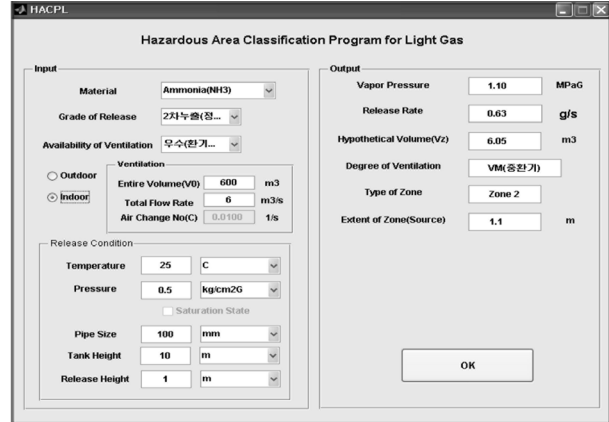 HACPL
Hazardous Area Classification Program for Light Gas
Input
Material Ammonia(NH3)
Grade of Release 2차누출(정...
Availability of Ventilation 우수(환기...
Outdoor
Indoor
Ventilation
Entire Volume(V0) 600 m3
Total Flow Rate 6 m3/s
Air Change No(C) 0.0100 1/s
Release Condition
Temperature 25 C
Pressure 0.5 kg/cm2G
Saturation State
Pipe Size 100 mm
Tank Height 10 m
Release Height 1 m
Output
Vapor Pressure 1.10 MPaG
Release Rate 0.63 g/s
Hypothetical Volume(Vz) 6.05 m3
Degree of Ventilation VM(중환기)
Type of Zone Zone 2
Extent of Zone(Source) 1.1 m
OK